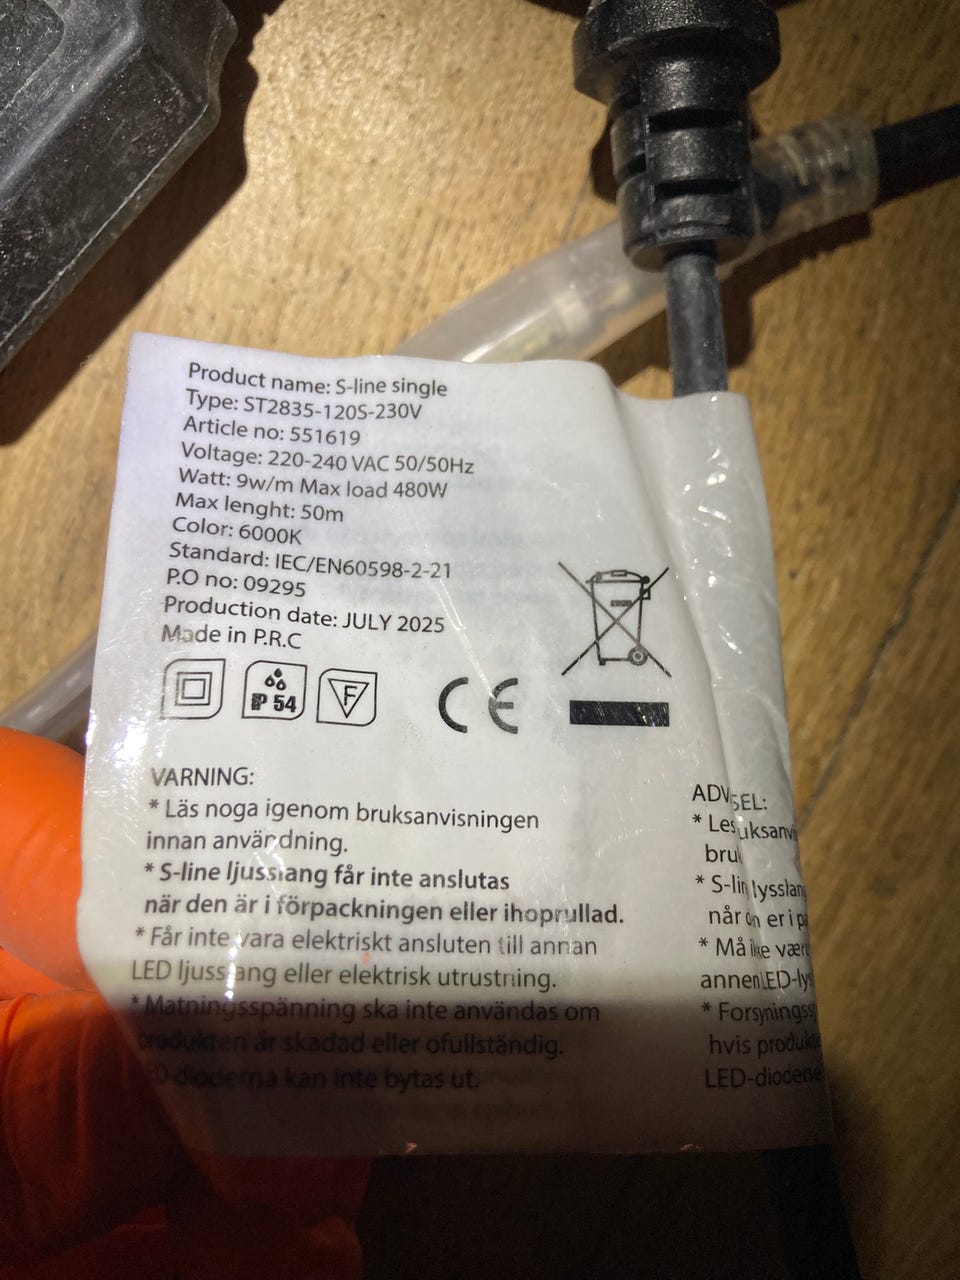 Product name: S-line single
Type: ST2835-120S-230V
Article no: 551619
Voltage: 220-240 VAC 50/50Hz
Watt: 9w/m Max load 480W
Max lenght: 50m
Color: 6000K
Standard: IEC/EN60598-2-21
P.O no: 09295
Production date: JULY 2025
Made in P.R.C
IP 54
F
CE
VARNING:
* Läs noga igenom bruksanvisningen
innan användning.
* S-line ljusslang får inte anslutas
när den är i förpackningen eller ihoprullad.
* Får inte vara elektriskt ansluten till annan
LED ljusslang eller elektrisk utrustning.
* Matningsspänning ska inte användas om
produkten är skadad eller ofullständig.
LED-dioderna kan inte bytas ut.
* S-lin lysslan
når er i
* Må ikke
annen LED-
* Forsynings
hvis
LED-diodene